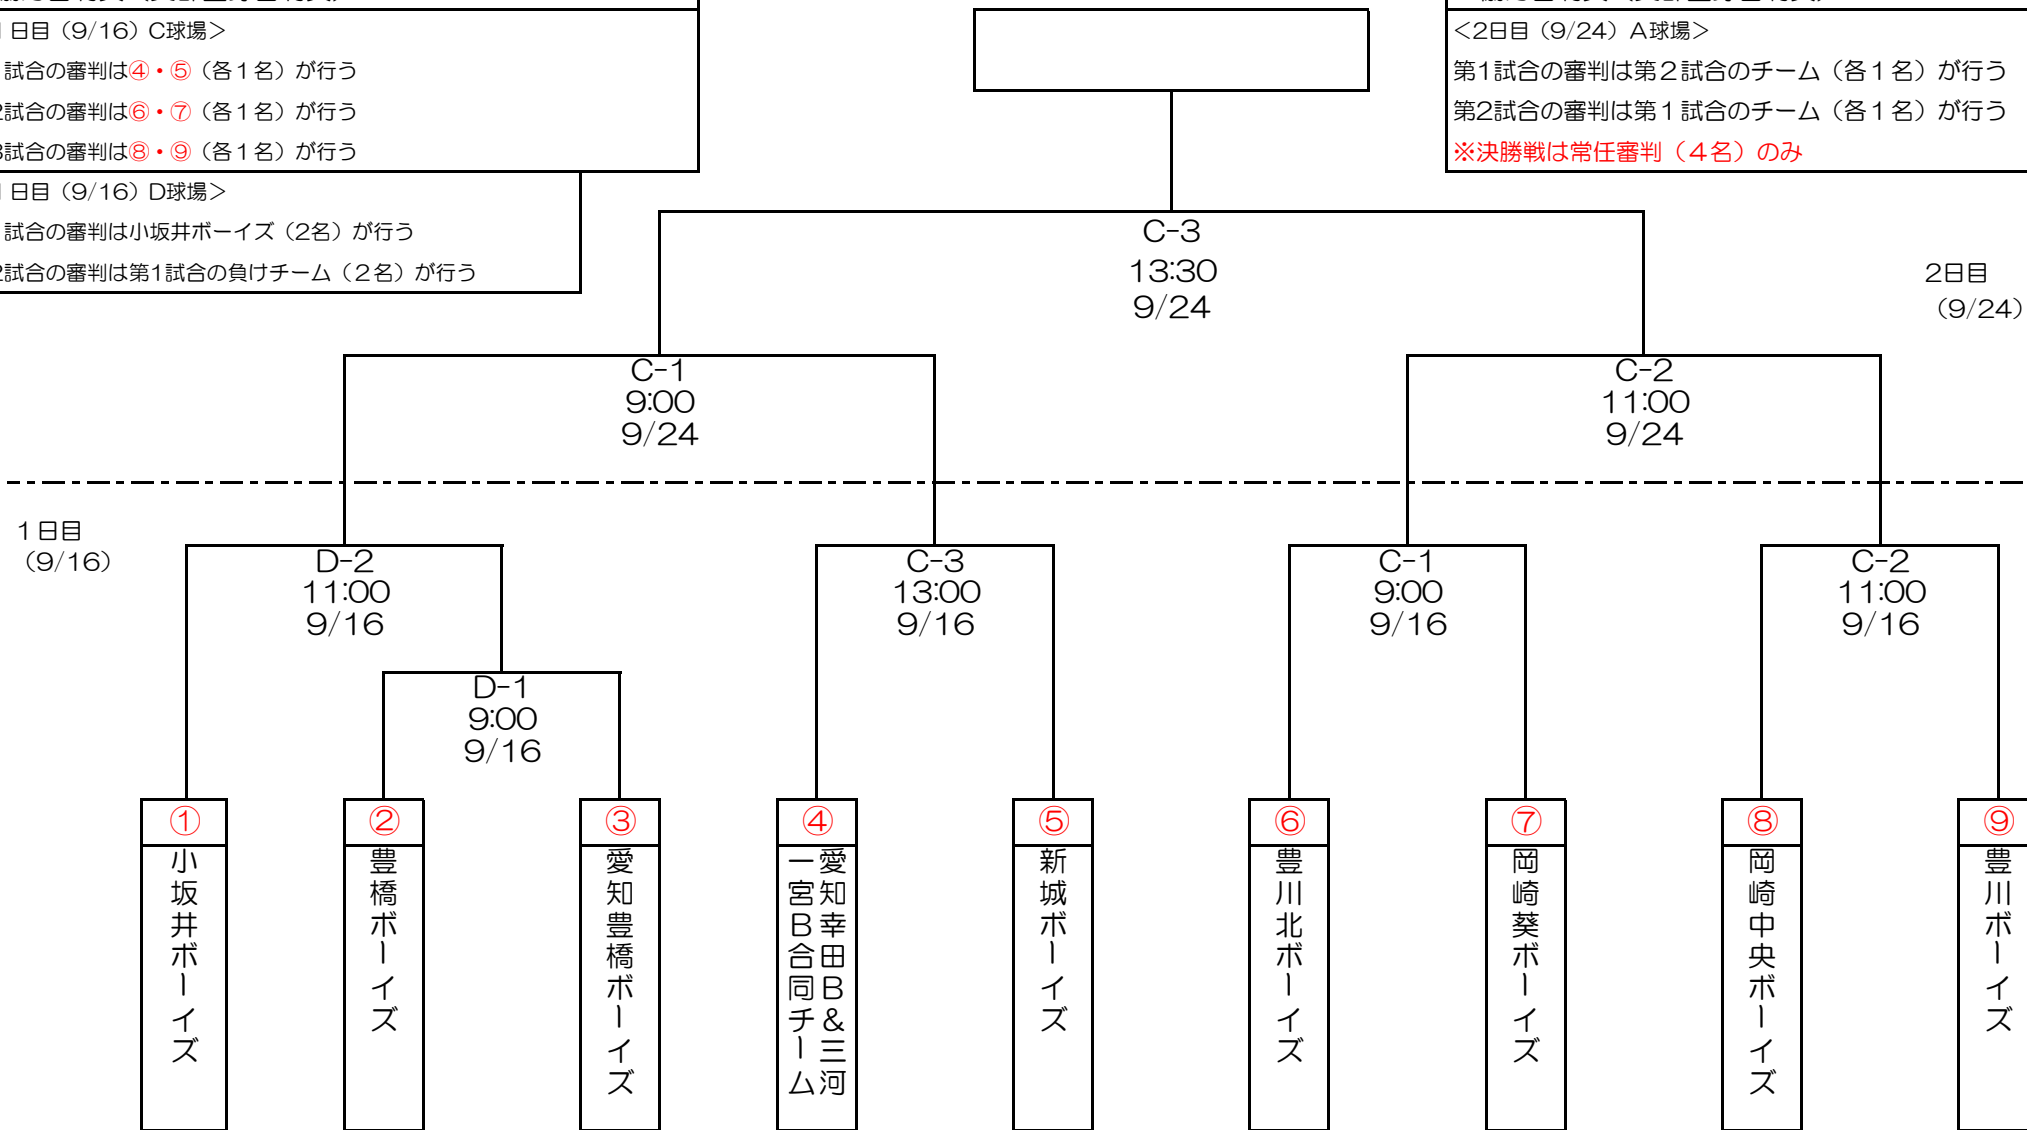 日目（9/16）C球場＞
試合の審判は④・⑤（各１名）が行う
試合の審判は⑥・⑦（各１名）が行う
試合の審判は⑧・⑨（各１名）が行う
日目（9/16）D球場＞
試合の審判は小坂井ボーイズ（2名）が行う
試合の審判は第1試合の負けチーム（２名）が行う
＜2日目（9/24）A球場＞
第1試合の審判は第２試合のチーム（各１名）が行う
第2試合の審判は第１試合のチーム（各１名）が行う
※決勝戦は常任審判（４名）のみ
C-3
13:30
9/24
2日目
（9/24）
C-1
9:00
9/24
C-2
11:00
9/24
１日目
（9/16）
D-2
11:00
9/16
C-3
13:00
9/16
C-1
9:00
9/16
C-2
11:00
9/16
D-1
9:00
9/16
①
小坂井ボーイズ
②
豊橋ボーイズ
③
愛知豊橋ボーイズ
④
愛知幸田B＆三河
一宮B合同チーム
⑤
新城ボーイズ
⑥
豊川北ボーイズ
⑦
岡崎葵ボーイズ
⑧
岡崎中央ボーイズ
⑨
豊川ボーイズ